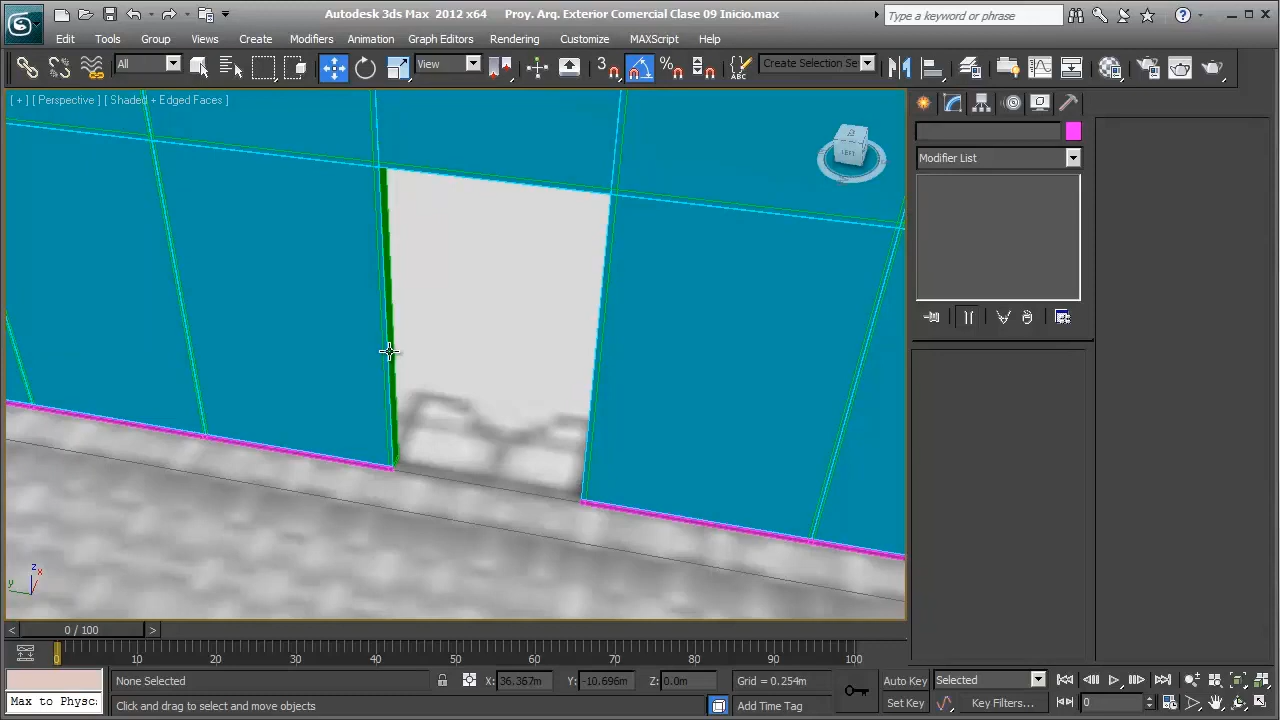 Autodesk 3ds Max 2012 x64 Proy. Arq. Exterior Comercial Clase 09 Inicio.max
Type a keyword or phrase
Edit Tools Group Views Create Modifiers Animation Graph Editors Rendering Customize MAXScript Help
All View 3 Create Selection Se
[ + ] [ Perspective ] [ Shaded + Edged Faces ]
LEFT
Modifier List
z x
y
< 0 / 100 >
0 10 20 30 40 50 60 70 80 90 100
None Selected X: 36.367m Y: -10.696m Z: 0.0m Grid = 0.254m Auto Key Selected
Max to Physc: Click and drag to select and move objects Add Time Tag Set Key Key Filters... 0